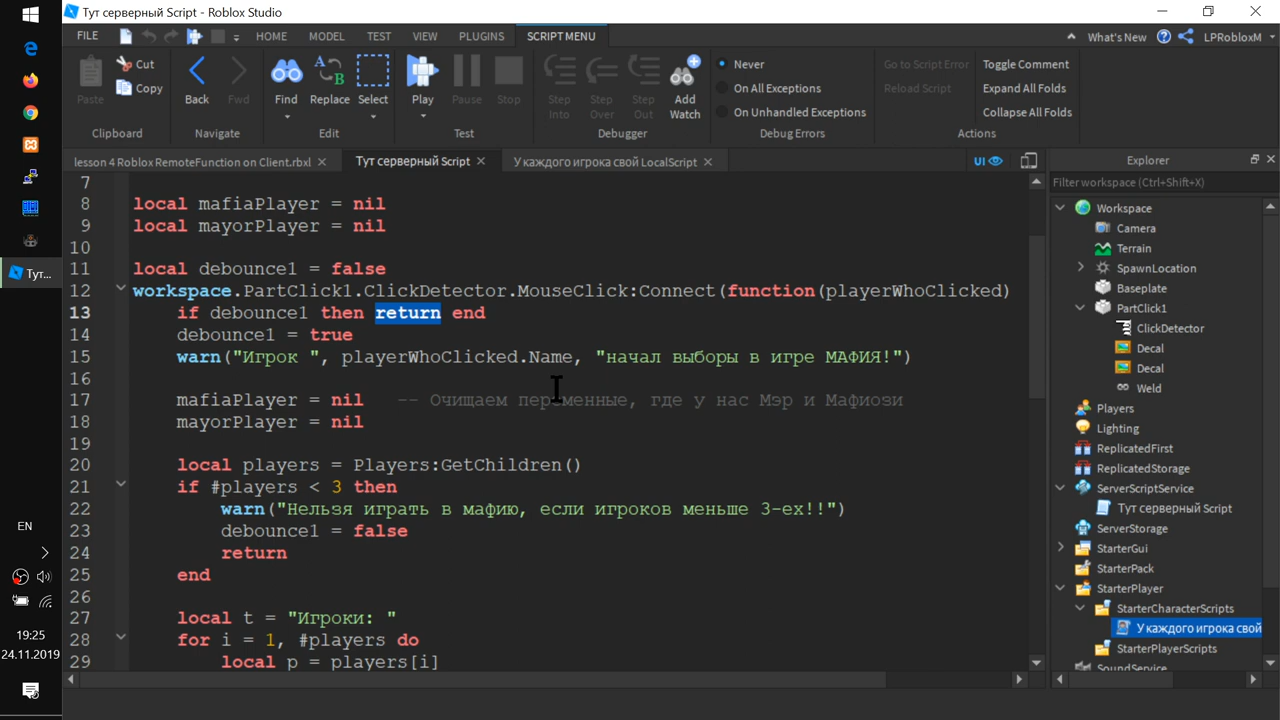 Тут серверный Script - Roblox Studio
FILE HOME MODEL TEST VIEW PLUGINS SCRIPT MENU What's New LPRobloxM
Cut
Copy
Paste Back Fwd Find Replace Select Play Pause Stop
Step Into Step Over Step Out Add Watch
Never
On All Exceptions
On Unhandled Exceptions
Go to Script Error
Reload Script
Toggle Comment
Expand All Folds
Collapse All Folds
Clipboard Navigate Edit Test Debugger Debug Errors Actions
lesson 4 Roblox RemoteFunction on Client.rbxl Тут серверный Script У каждого игрока свой LocalScript UI
7
8 local mafiaPlayer = nil
9 local mayorPlayer = nil
10
11 local debounce1 = false
12 workspace.PartClick1.ClickDetector.MouseClick:Connect(function(playerWhoClicked)
13 if debounce1 then return end
14 debounce1 = true
15 warn("Игрок ", playerWhoClicked.Name, "начал выборы в игре МАФИЯ!")
16
17 mafiaPlayer = nil -- Очищаем переменные, где у нас Мэр и Мафиози
18 mayorPlayer = nil
19
20 local players = Players:GetChildren()
21 if #players < 3 then
22 warn("Нельзя играть в мафию, если игроков меньше 3-ех!!")
23 debounce1 = false
24 return
25 end
26
27 local t = "Игроки: "
28 for i = 1, #players do
29 local p = players[i]
Explorer
Filter workspace (Ctrl+Shift+X)
Workspace
Camera
Terrain
SpawnLocation
Baseplate
PartClick1
ClickDetector
Decal
Decal
Weld
Players
Lighting
ReplicatedFirst
ReplicatedStorage
ServerScriptService
Тут серверный Script
ServerStorage
StarterGui
StarterPack
StarterPlayer
StarterCharacterScripts
У каждого игрока свой
StarterPlayerScripts
SoundService
Тут...
EN
19:25
24.11.2019